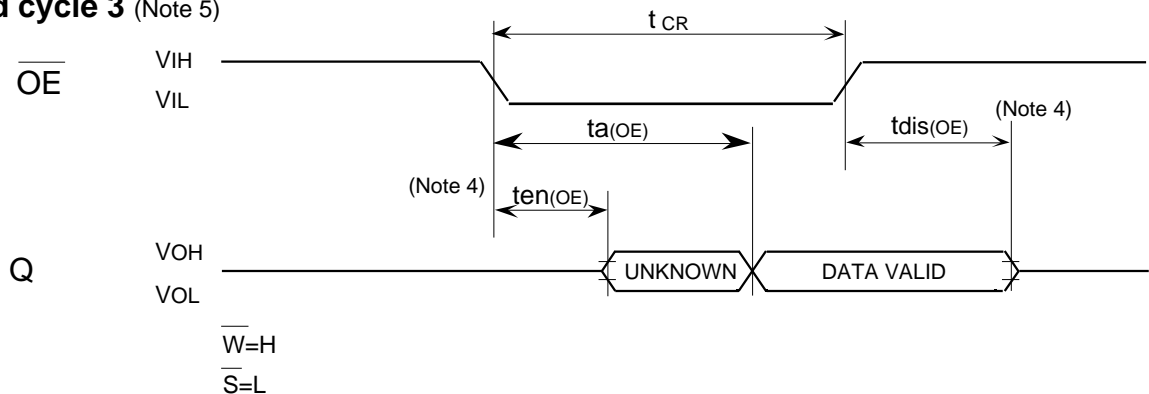 cycle 3 (Note 5)
t CR
OE
VIH
VIL
(Note 4)
ta(OE)
tdis(OE)
(Note 4)
ten(OE)
Q
VOH
VOL
UNKNOWN
DATA VALID
W=H
S=L